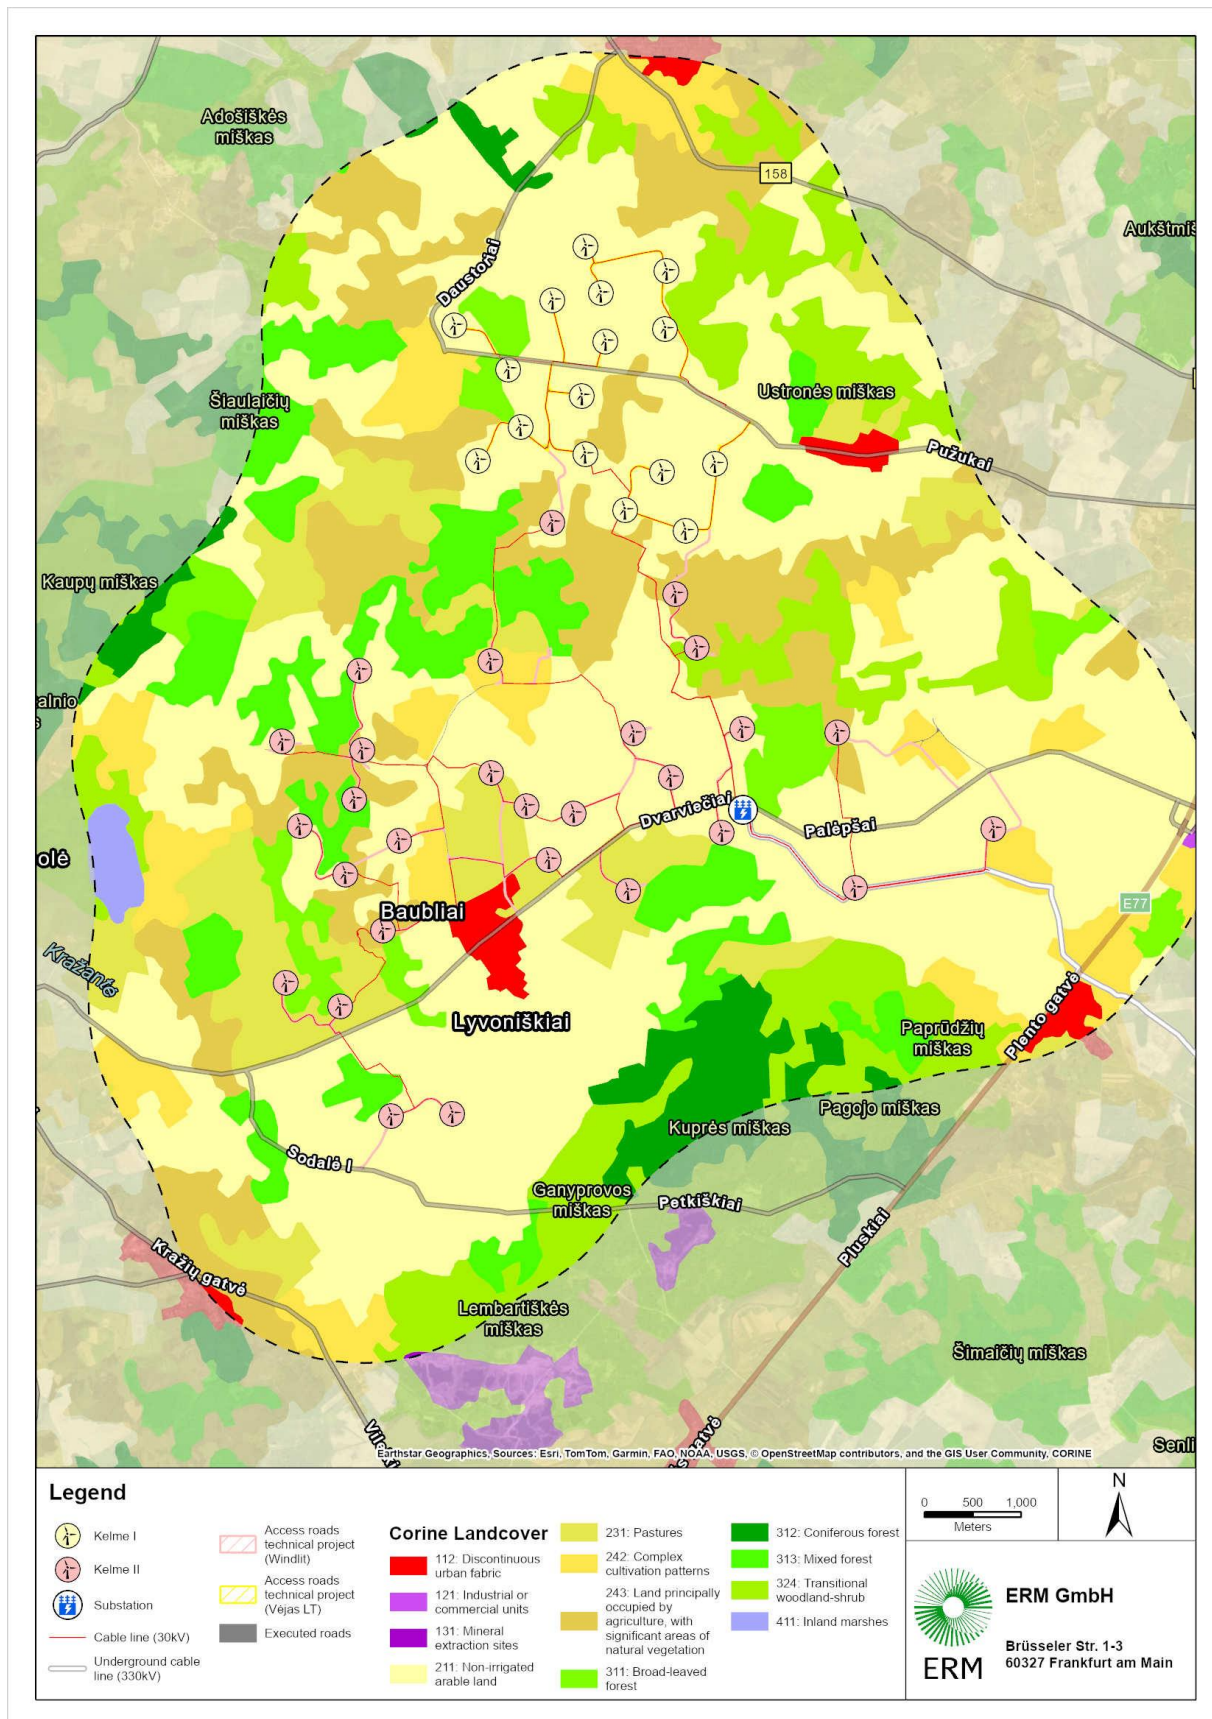 Adošiškės
miškas
158
Aukštmiš
Daustoriai
Šiaulaičių
miškas
Ustronės miškas
Pužukai
Kaupų miškas
alnio
s
Dvarviečiai
Palėpšai
olė
Baubliai
E77
Kražantė
Lyvoniškiai
Paprūdžių
miškas
Plento gatvė
Pagojo miškas
Kuprės miškas
Sodalė I
Ganyprovos
miškas
Petkiškiai
Pluskiai
Kražių gatvė
Lembartiškės
miškas
Šimaičių miškas
Senli
Earthstar Geographics, Sources: Esri, TomTom, Garmin, FAO, NOAA, USGS, © OpenStreetMap contributors, and the GIS User Community, CORINE
Legend
Kelme I
Kelme II
Substation
Cable line (30kV)
Underground cable
line (330kV)
Access roads
technical project
(Windlit)
Access roads
technical project
(Vėjas LT)
Executed roads
Corine Landcover
112: Discontinuous
urban fabric
121: Industrial or
commercial units
131: Mineral
extraction sites
211: Non-irrigated
arable land
231: Pastures
242: Complex
cultivation patterns
243: Land principally
occupied by
agriculture, with
significant areas of
natural vegetation
311: Broad-leaved
forest
312: Coniferous forest
313: Mixed forest
324: Transitional
woodland-shrub
411: Inland marshes
0 500 1,000
Meters
N
ERM
ERM GmbH
Brüsseler Str. 1-3
60327 Frankfurt am Main